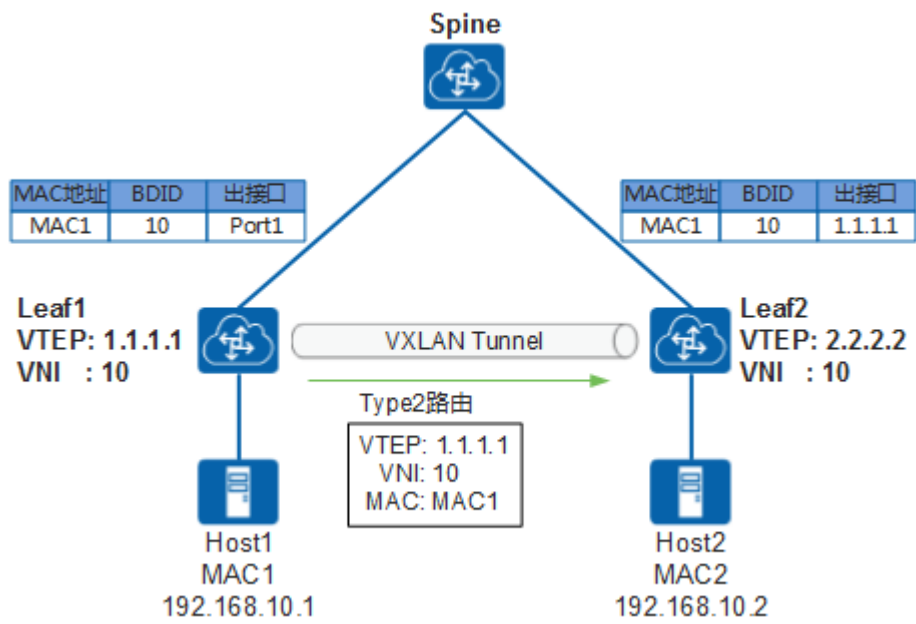 Spine
MAC地址 BDID 出接口
MAC1 10 Port1
MAC地址 BDID 出接口
MAC1 10 1.1.1.1
Leaf1
VTEP: 1.1.1.1
VNI : 10
VXLAN Tunnel
Leaf2
VTEP: 2.2.2.2
VNI : 10
Type2路由
VTEP: 1.1.1.1
VNI: 10
MAC: MAC1
Host1
MAC1
192.168.10.1
Host2
MAC2
192.168.10.2